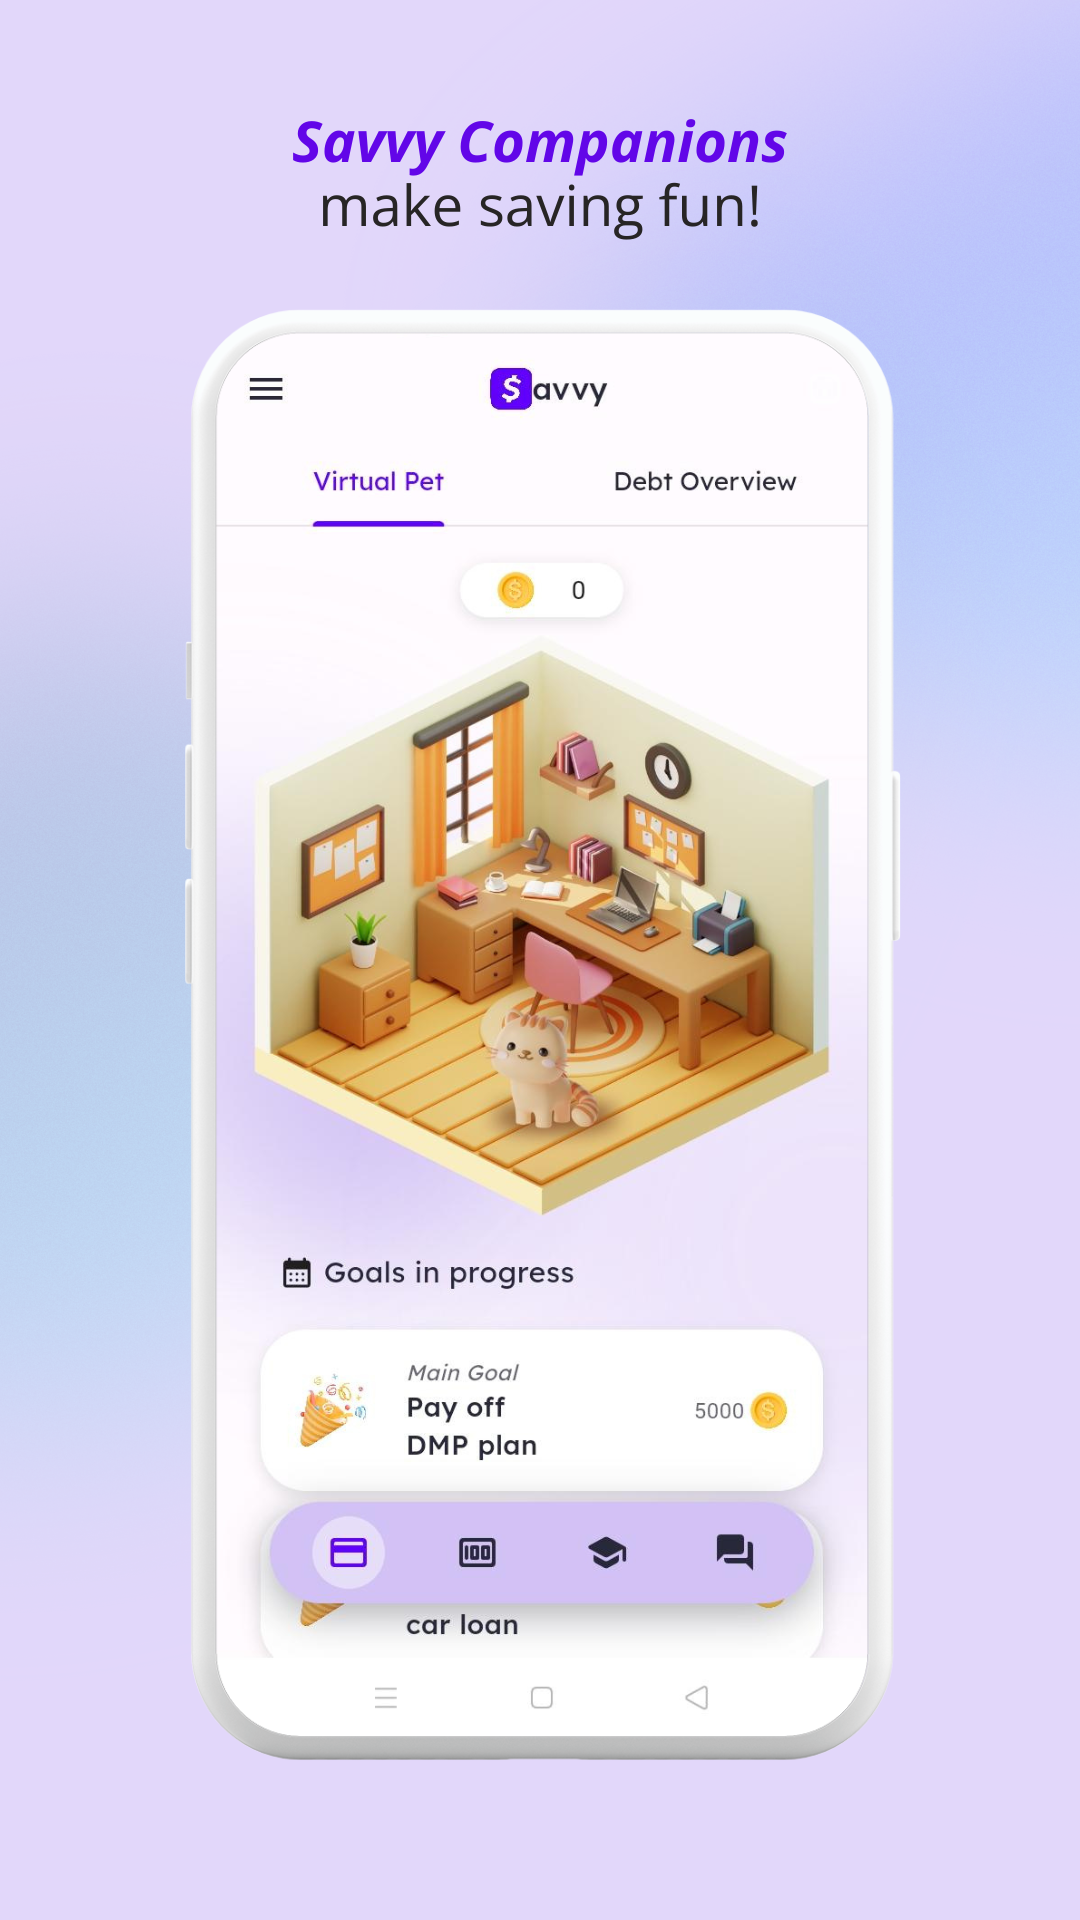 Savvy Companions
make saving fun!
$avvy
Virtual Pet
Debt Overview
0
Goals in progress
Main Goal
Pay off
DMP plan
5000
100
car loan